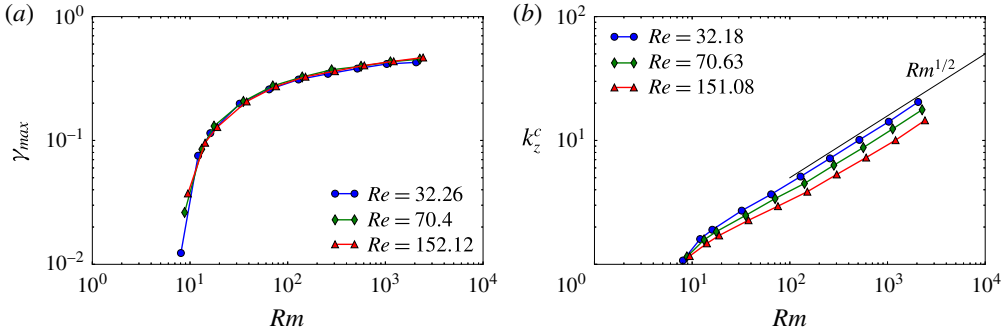 (a)
10^0
10^{-1}
10^{-2}
γ_{max}
Re = 32.26
Re = 70.4
Re = 152.12
10^0
10^1
10^2
10^3
10^4
Rm
(b)
10^2
10^1
k_z^c
Re = 32.18
Re = 70.63
Re = 151.08
Rm^{1/2}
10^0
10^1
10^2
10^3
10^4
Rm